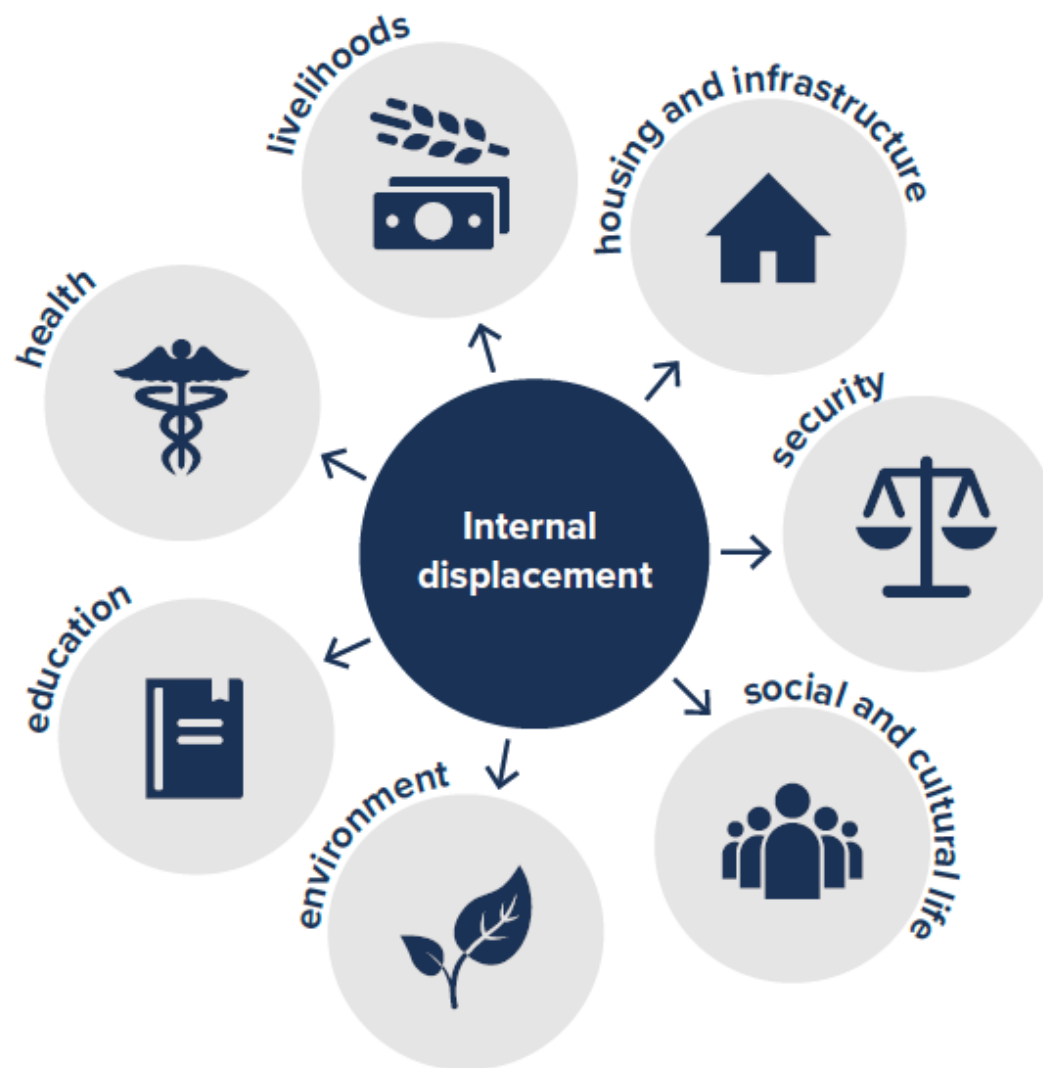 livelihoods
housing and infrastructure
health
security
Internal
displacement
education
social and cultural life
environment